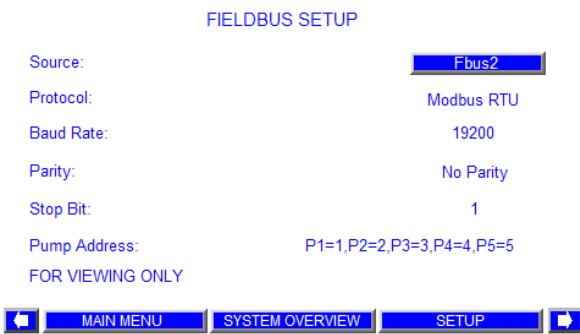 FIELDBUS SETUP
Source: Fbus2
Protocol: Modbus RTU
Baud Rate: 19200
Parity: No Parity
Stop Bit: 1
Pump Address: P1=1,P2=2,P3=3,P4=4,P5=5
FOR VIEWING ONLY
MAIN MENU SYSTEM OVERVIEW SETUP